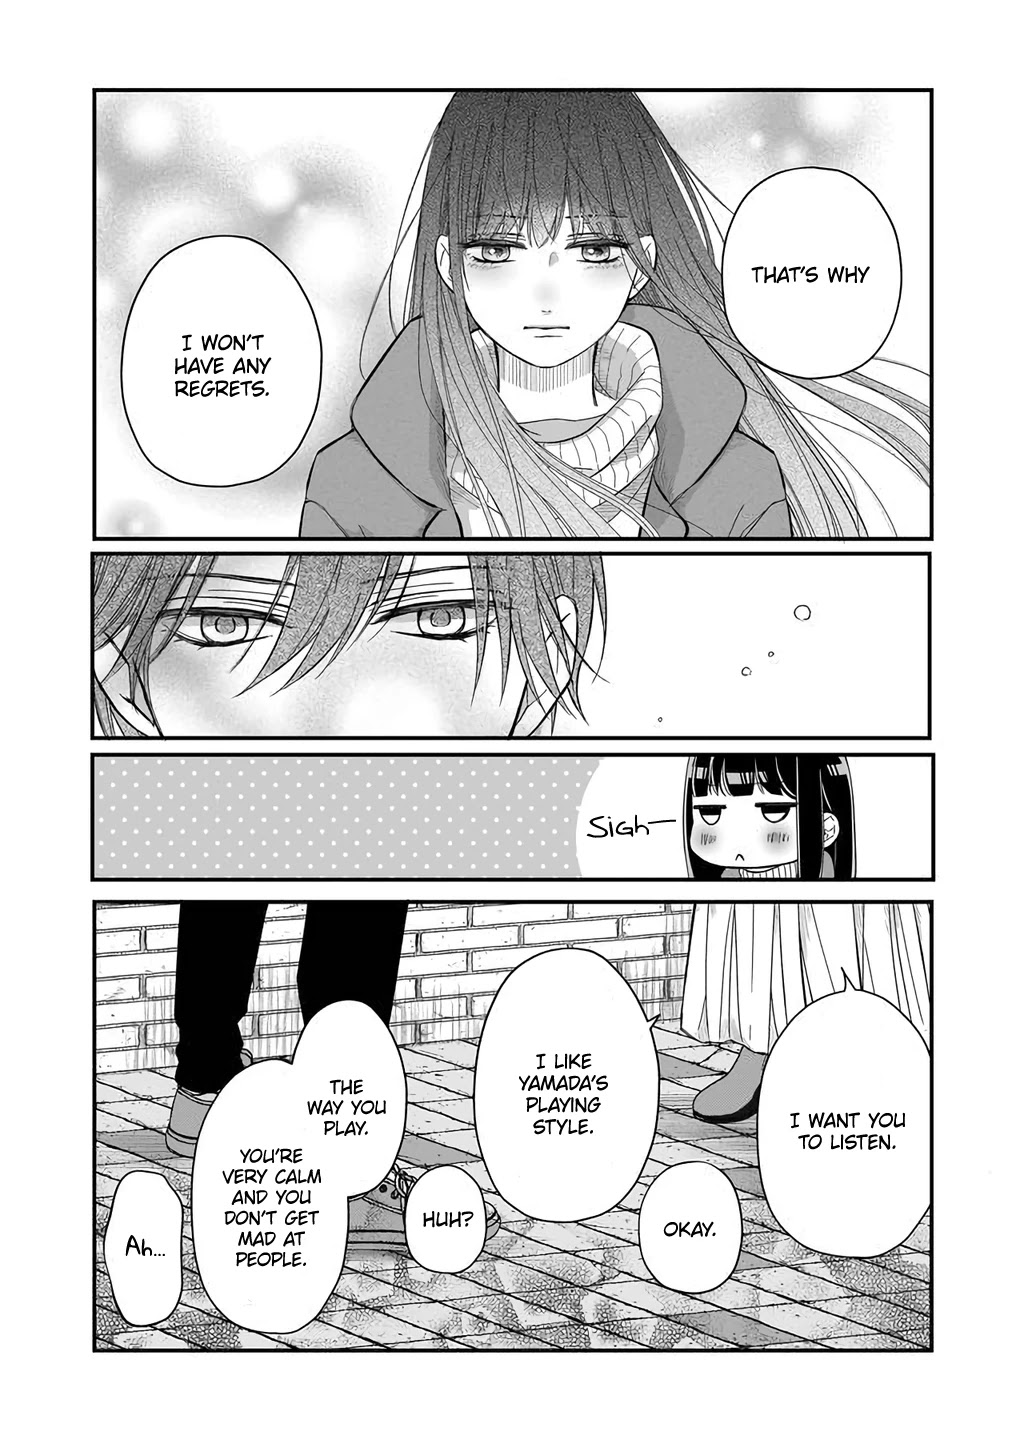 THAT'S WHY
I WON'T
HAVE ANY
REGRETS.
Sigh—
I WANT YOU
TO LISTEN.
OKAY.
I LIKE
YAMADA'S
PLAYING
STYLE.
HUH?
THE
WAY YOU
PLAY.
YOU'RE
VERY CALM
AND YOU
DON'T GET
MAD AT
PEOPLE.
Ah...